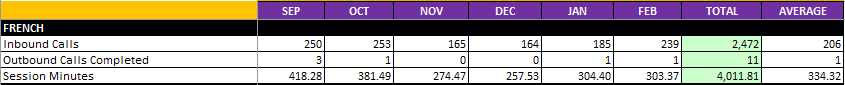 SEP OCT NOV DEC JAN FEB TOTAL AVERAGE
FRENCH
Inbound Calls 250 253 165 164 185 239 2,472 206
Outbound Calls Completed 3 1 0 0 1 1 11 1
Session Minutes 418.28 381.49 274.47 257.53 304.40 303.37 4,011.81 334.32